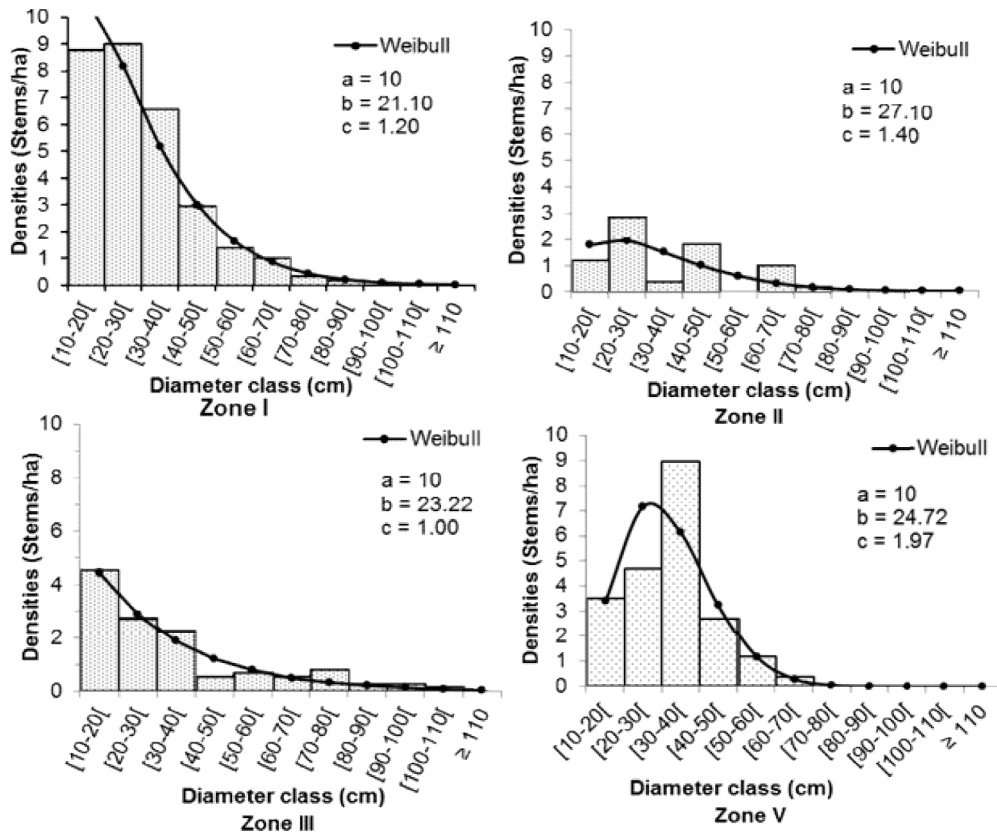 Densities (Stems/ha)
10
9
8
7
6
5
4
3
2
1
0
Weibull
a = 10
b = 21.10
c = 1.20
[10-20[
[20-30[
[30-40[
[40-50[
[50-60[
[60-70[
[70-80[
[80-90[
[90-100[
[100-110[
≥ 110
Diameter class (cm)
Zone I
Densities (Stems/ha)
10
9
8
7
6
5
4
3
2
1
0
Weibull
a = 10
b = 27.10
c = 1.40
[10-20[
[20-30[
[30-40[
[40-50[
[50-60[
[60-70[
[70-80[
[80-90[
[90-100[
[100-110[
≥ 110
Diameter class (cm)
Zone II
Densities (Stems/ha)
10
8
6
4
2
0
Weibull
a = 10
b = 23.22
c = 1.00
[10-20[
[20-30[
[30-40[
[40-50[
[50-60[
[60-70[
[70-80[
[80-90[
[90-100[
[100-110[
≥ 110
Diameter class (cm)
Zone III
Densities (Stems/ha)
10
9
8
7
6
5
4
3
2
1
0
Weibull
a = 10
b = 24.72
c = 1.97
[10-20[
[20-30[
[30-40[
[40-50[
[50-60[
[60-70[
[70-80[
[80-90[
[90-100[
[100-110[
≥ 110
Diameter class (cm)
Zone V